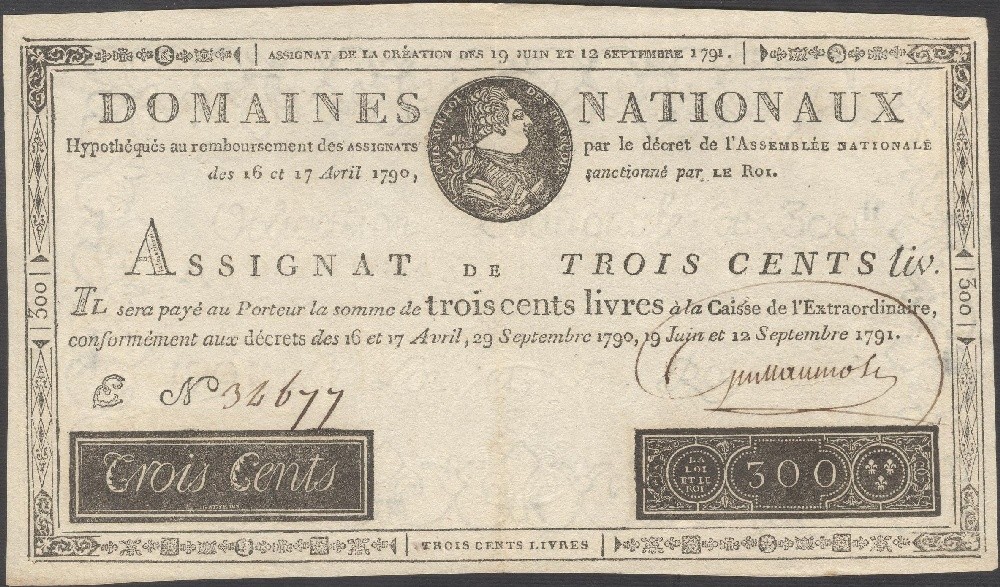 ASSIGNAT DE LA CRÉATION DES 19 JUIN ET 12 SEPTEMBRE 1791.
DOMAINES NATIONAUX
Hypothéqués au remboursement des ASSIGNATS par le décret de l'ASSEMBLÉE NATIONALE
des 16 et 17 Avril 1790, sanctionné par LE ROI.
ASSIGNAT DE TROIS CENTS liv.
IL sera payé au Porteur la somme de trois cents livres à la Caisse de l'Extraordinaire,
conformément aux décrets des 16 et 17 Avril, 29 Septembre 1790, 19 Juin et 12 Septembre 1791.
300
300
E N 34677
Trois Cents
LA
LOI
ET LE
ROI
300
TROIS CENTS LIVRES